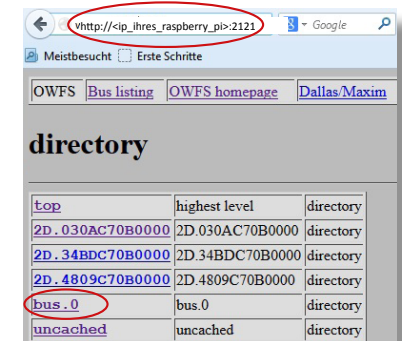 vhttp://<ip_ihres_raspberry_pi>:2121 Google
Meistbesucht Erste Schritte
OWFS Bus listing OWFS homepage Dallas/Maxim
directory
top highest level directory
2D.030AC70B0000 2D.030AC70B0000 directory
2D.34BDC70B0000 2D.34BDC70B0000 directory
2D.4809C70B0000 2D.4809C70B0000 directory
bus.0 bus.0 directory
uncached uncached directory